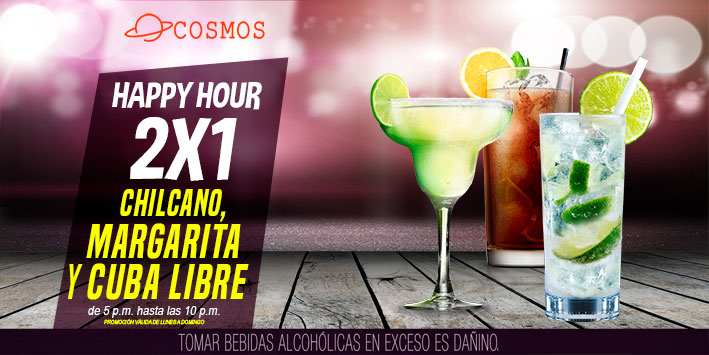 COSMOS
HAPPY HOUR
2X1
CHILCANO,
MARGARITA
Y CUBA LIBRE
de 5 p.m. hasta las 10 p.m.
PROMOCIÓN VÁLIDA DE LUNES A DOMINGO
TOMAR BEBIDAS ALCOHÓLICAS EN EXCESO ES DAÑINO.